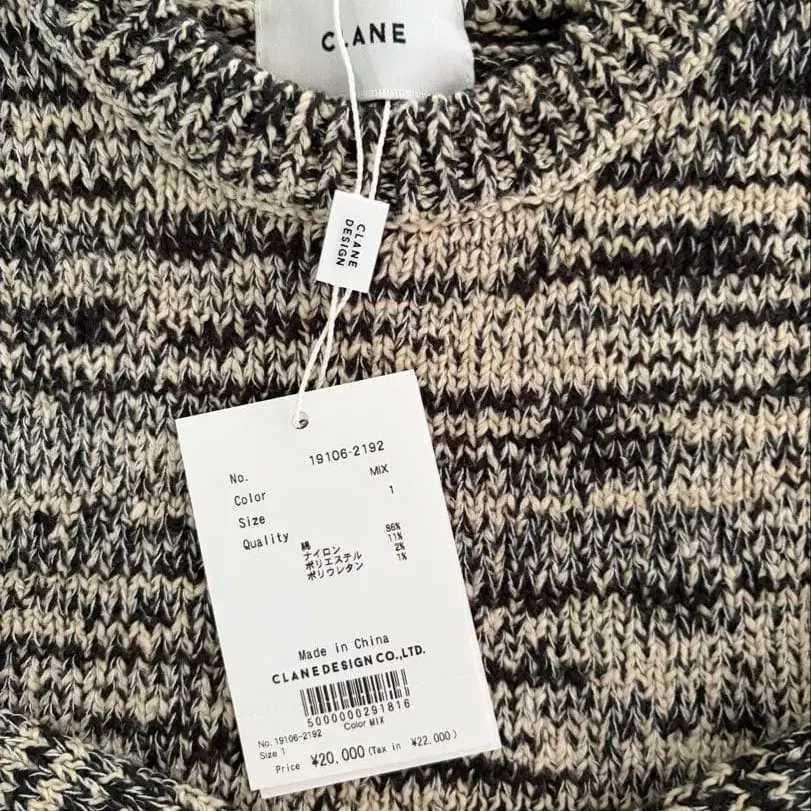 CLANE
CLANE
DESIGN
No. 19106-2192
Color MIX
Size 1
Quality
綿 86%
ナイロン 11%
ポリエステル 2%
ポリウレタン 1%
Made in China
CLANE DESIGN CO.,LTD.
5000000291816
No. 19106-2192 Color MIX
Size 1
Price ¥20,000 (Tax in ¥22,000)